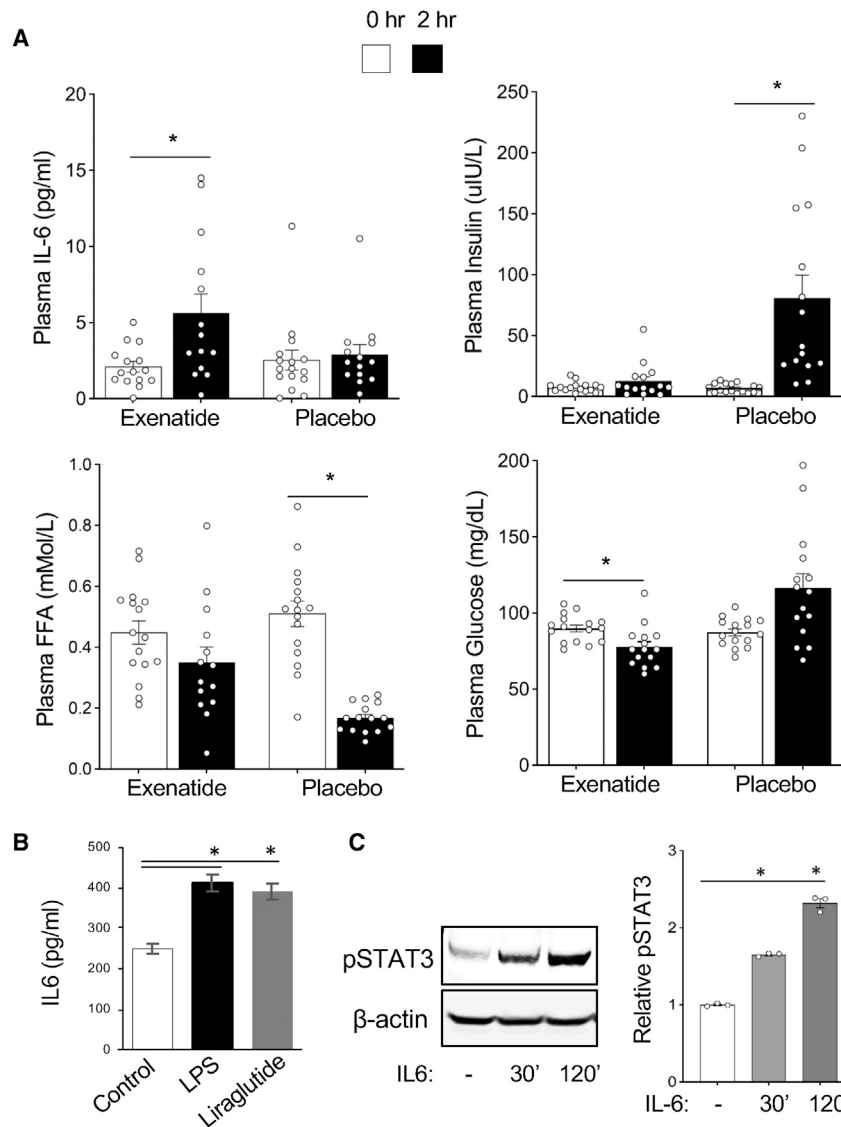 0 hr 2 hr
A
Plasma IL-6 (pg/ml)
20
15
10
5
0
*
Exenatide Placebo
Plasma Insulin (uIU/L)
250
200
150
100
50
0
*
Exenatide Placebo
Plasma FFA (mMol/L)
1.0
0.8
0.6
0.4
0.2
0.0
*
Exenatide Placebo
Plasma Glucose (mg/dL)
200
150
100
50
0
*
Exenatide Placebo
B
IL6 (pg/ml)
500
400
300
200
100
0
* *
Control LPS Liraglutide
C
pSTAT3
β-actin
IL6: - 30' 120'
Relative pSTAT3
3
2
1
0
* *
IL-6: - 30' 120